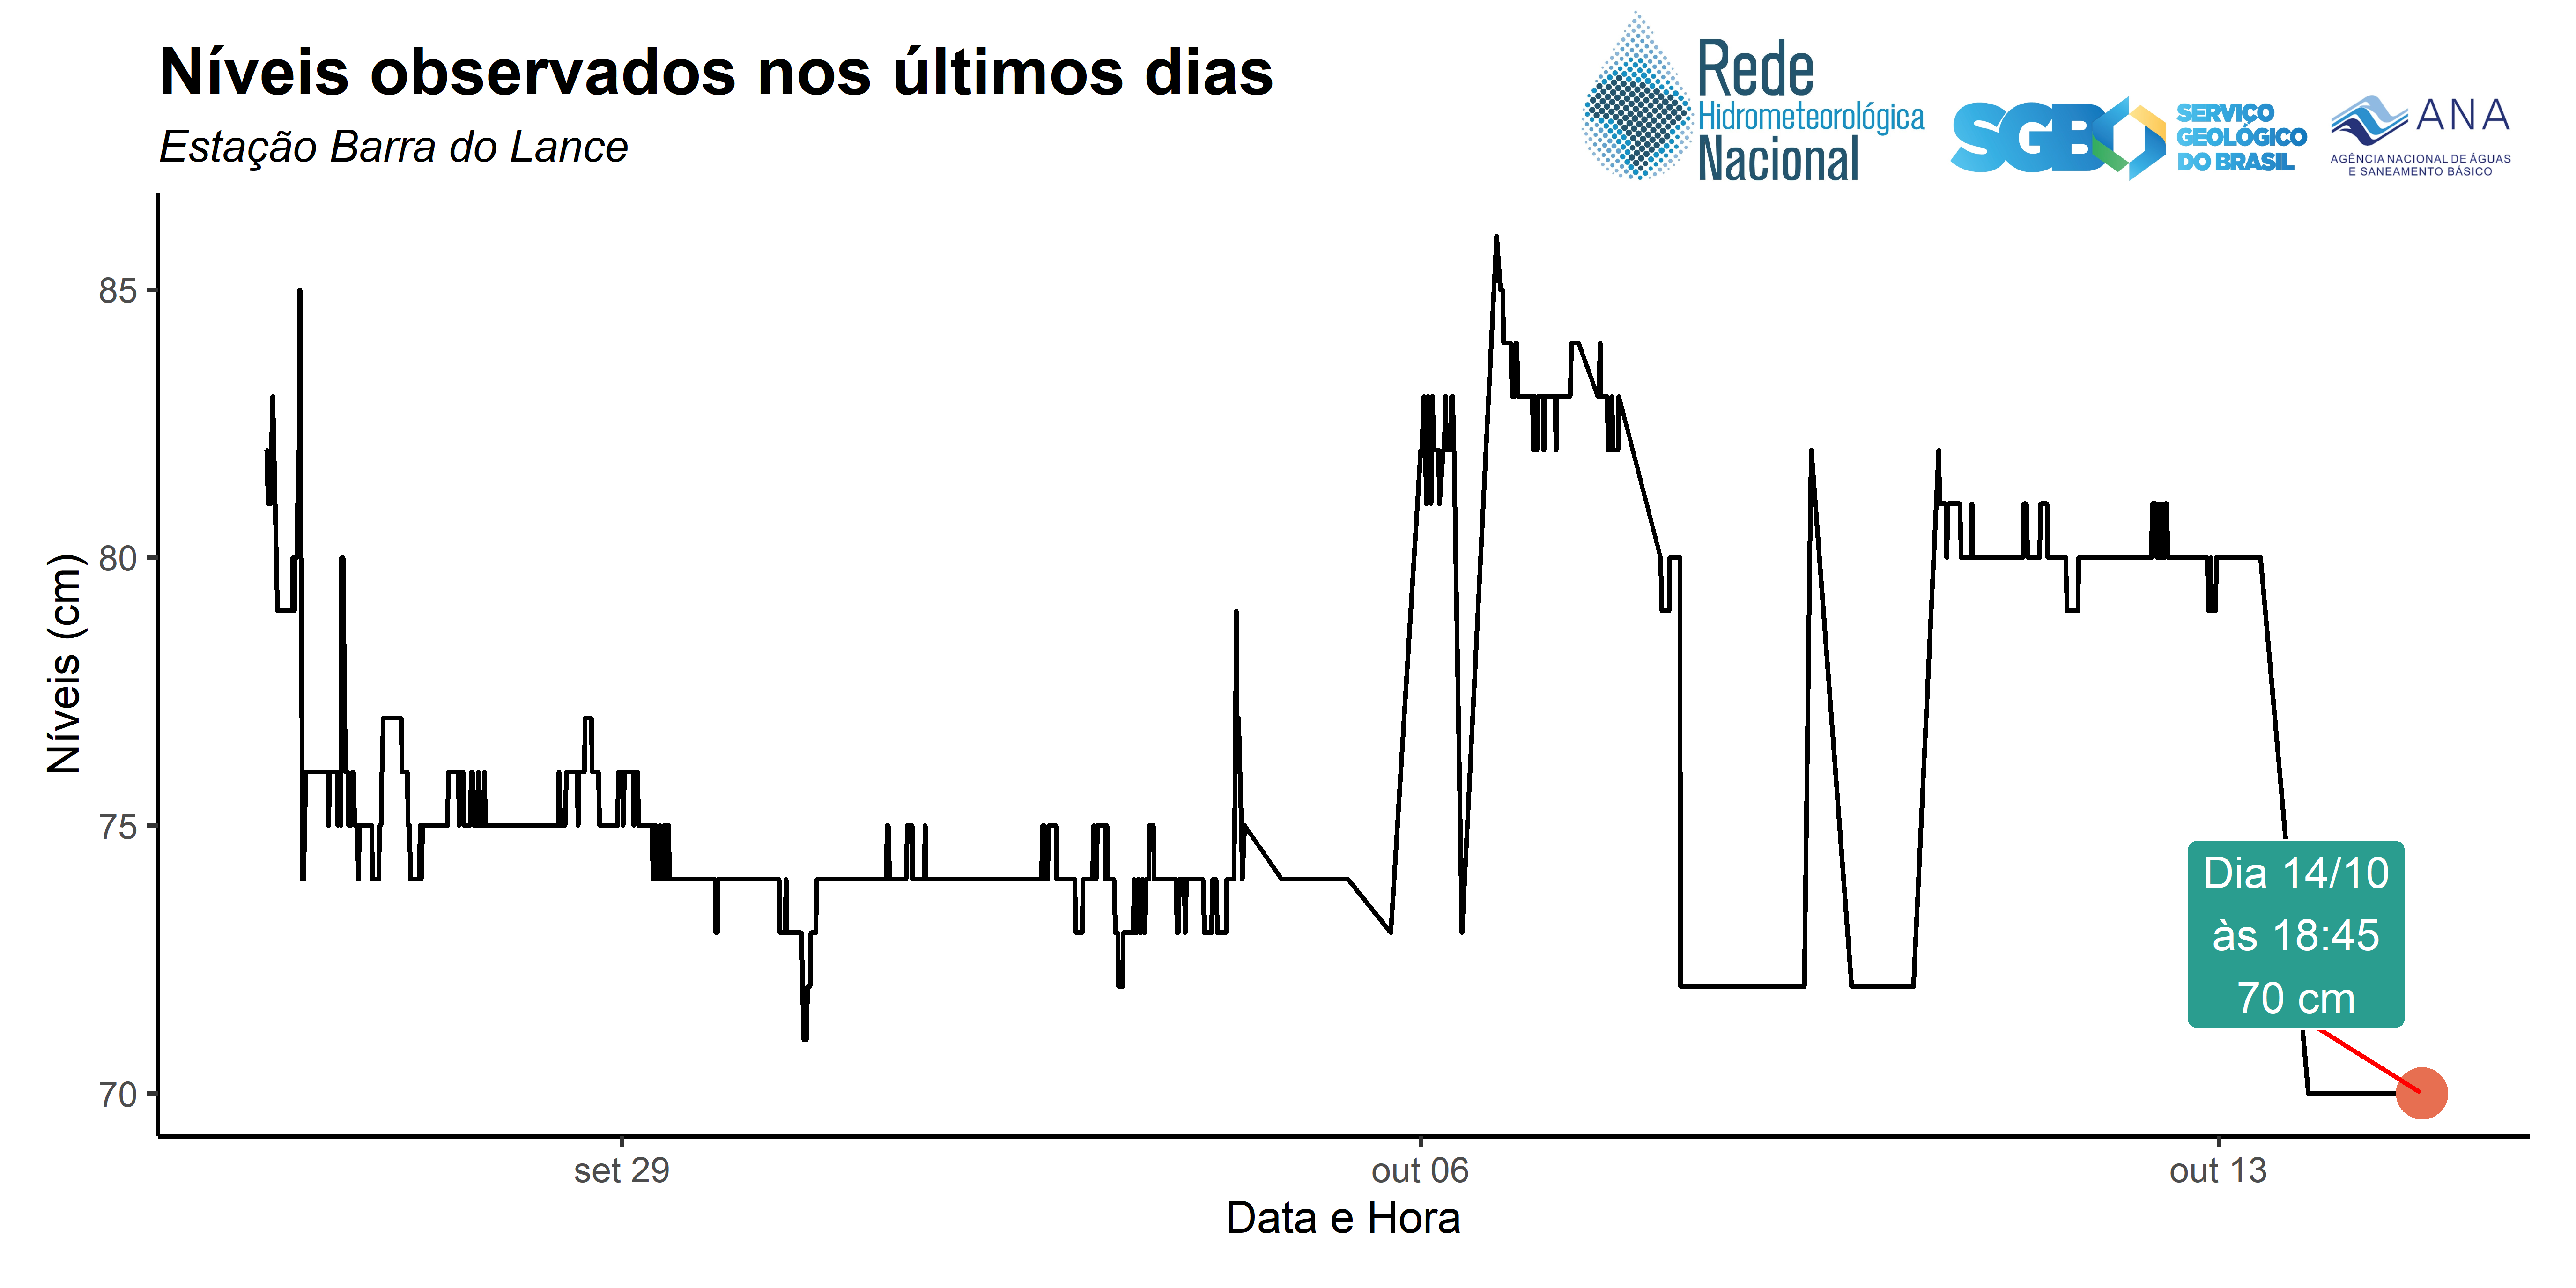 Níveis observados nos últimos dias
Estação Barra do Lance
Rede
Hidrometeorológica
Nacional
SGB
SERVIÇO
GEOLÓGICO
DO BRASIL
ANA
AGÊNCIA NACIONAL DE ÁGUAS
E SANEAMENTO BÁSICO
Níveis (cm)
85
80
75
70
Dia 14/10
às 18:45
70 cm
set 29
out 06
out 13
Data e Hora